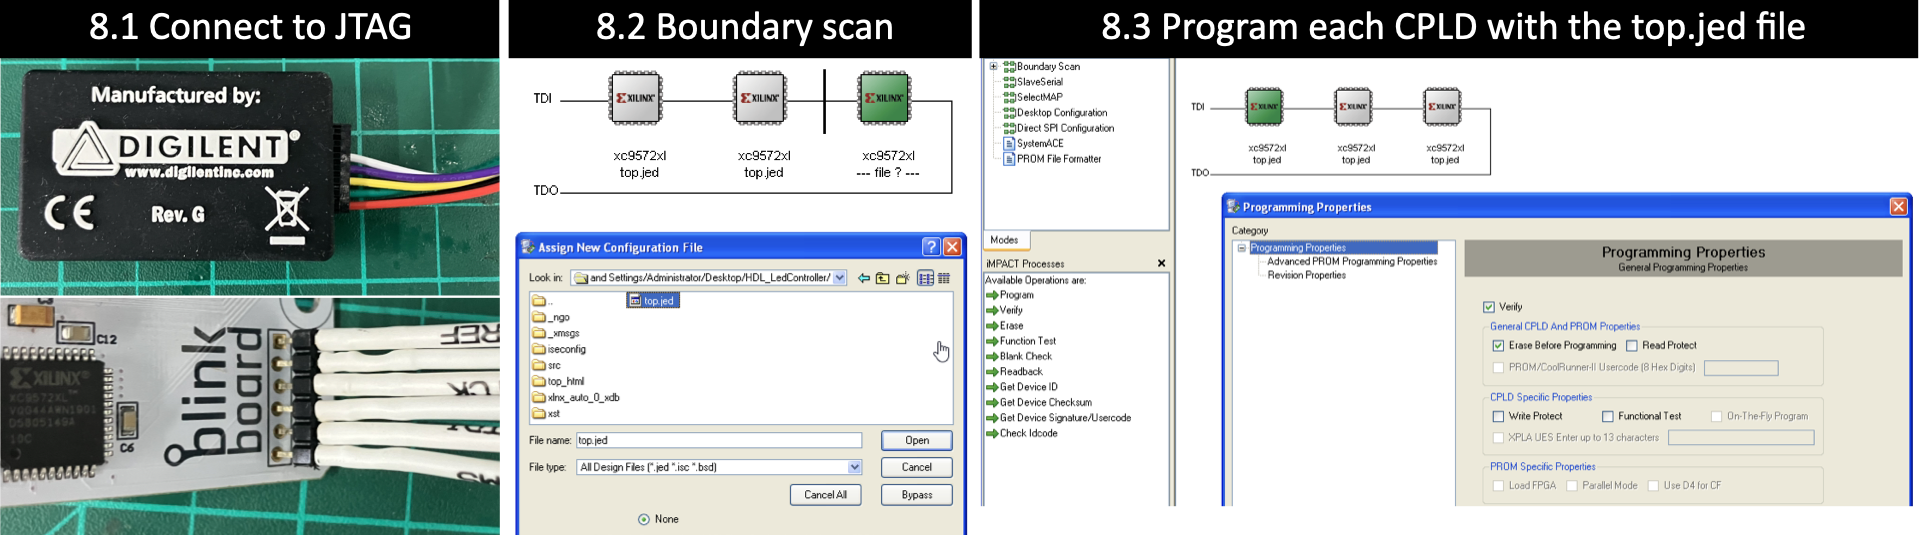 8.1 Connect to JTAG
Manufactured by:
DIGILENT®
www.digilentinc.com
CE
Rev. G
C12
XILINX
XC9572XL™
VQG44AWN1901
D5805149A
10C
C6
blink
board
REF
CK
TDI
8.2 Boundary scan
TDI
XILINX®
XILINX®
XILINX®
xc9572xl
top.jed
xc9572xl
top.jed
xc9572xl
--- file ? ---
TDO
Assign New Configuration File
Look in:
and Settings/Administrator/Desktop/HDL_LedController/
..
_ngo
_xmsgs
iseconfig
src
top_html
xlnx_auto_0_xdb
xst
top.jed
File name:
top.jed
Open
File type:
All Design Files (*.jed *.isc *.bsd)
Cancel
Cancel All
Bypass
None
8.3 Program each CPLD with the top.jed file
Boundary Scan
SlaveSerial
SelectMAP
Desktop Configuration
Direct SPI Configuration
SystemACE
PROM File Formatter
Modes
iMPACT Processes
Available Operations are:
Program
Verify
Erase
Function Test
Blank Check
Readback
Get Device ID
Get Device Checksum
Get Device Signature/Usercode
Check Idcode
TDI
XILINX®
XILINX®
XILINX®
xc9572xl
top.jed
xc9572xl
top.jed
xc9572xl
top.jed
TDO
Programming Properties
Category
Programming Properties
Advanced PROM Programming Properties
Revision Properties
Programming Properties
General Programming Properties
Verify
General CPLD And PROM Properties
Erase Before Programming
Read Protect
PROM/CoolRunner-II Usercode (8 Hex Digits)
CPLD Specific Properties
Write Protect
Functional Test
On-The-Fly Program
XPLA UES Enter up to 13 characters
PROM Specific Properties
Load FPGA
Parallel Mode
Use D4 for CF